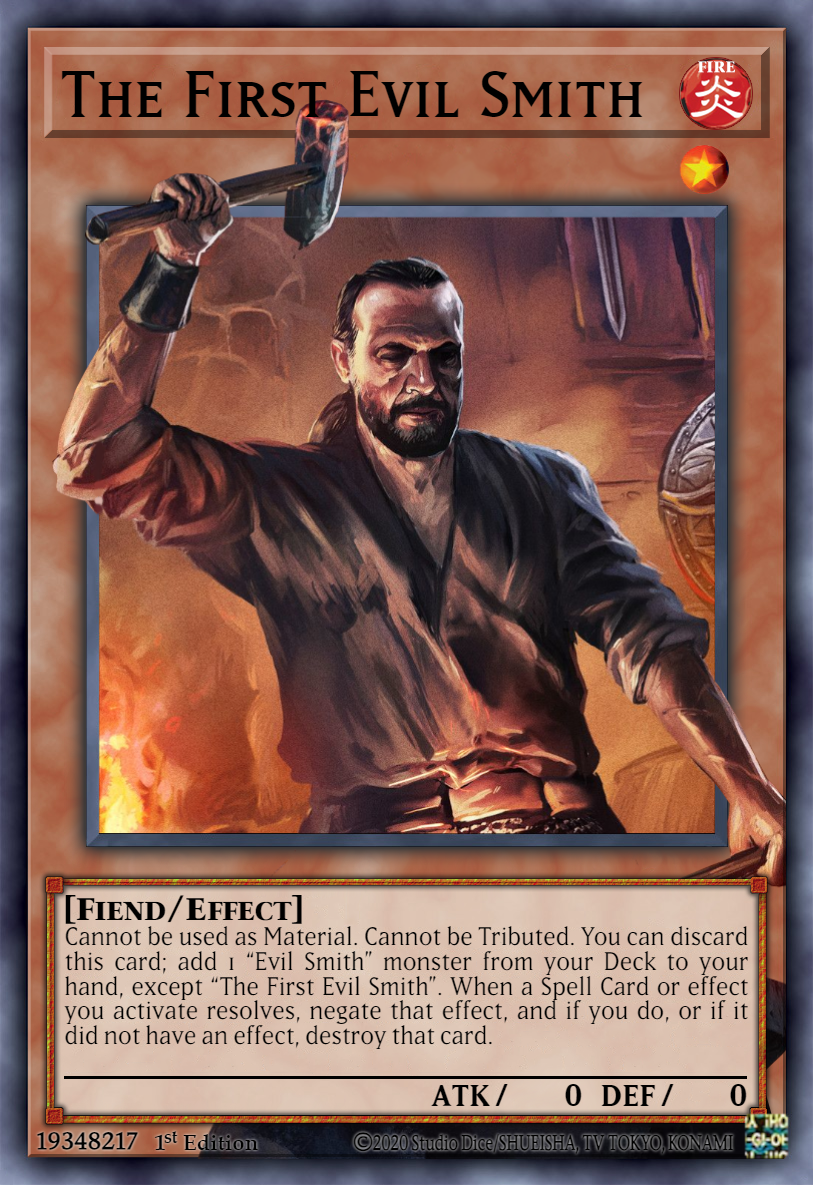 The First Evil Smith
FIRE
炎
[Fiend/Effect]
Cannot be used as Material. Cannot be Tributed. You can discard
this card; add 1 “Evil Smith” monster from your Deck to your
hand, except “The First Evil Smith”. When a Spell Card or effect
you activate resolves, negate that effect, and if you do, or if it
did not have an effect, destroy that card.
ATK/ 0 DEF/ 0
19348217 1st Edition ©2020 Studio Dice/SHUEISHA, TV TOKYO, KONAMI